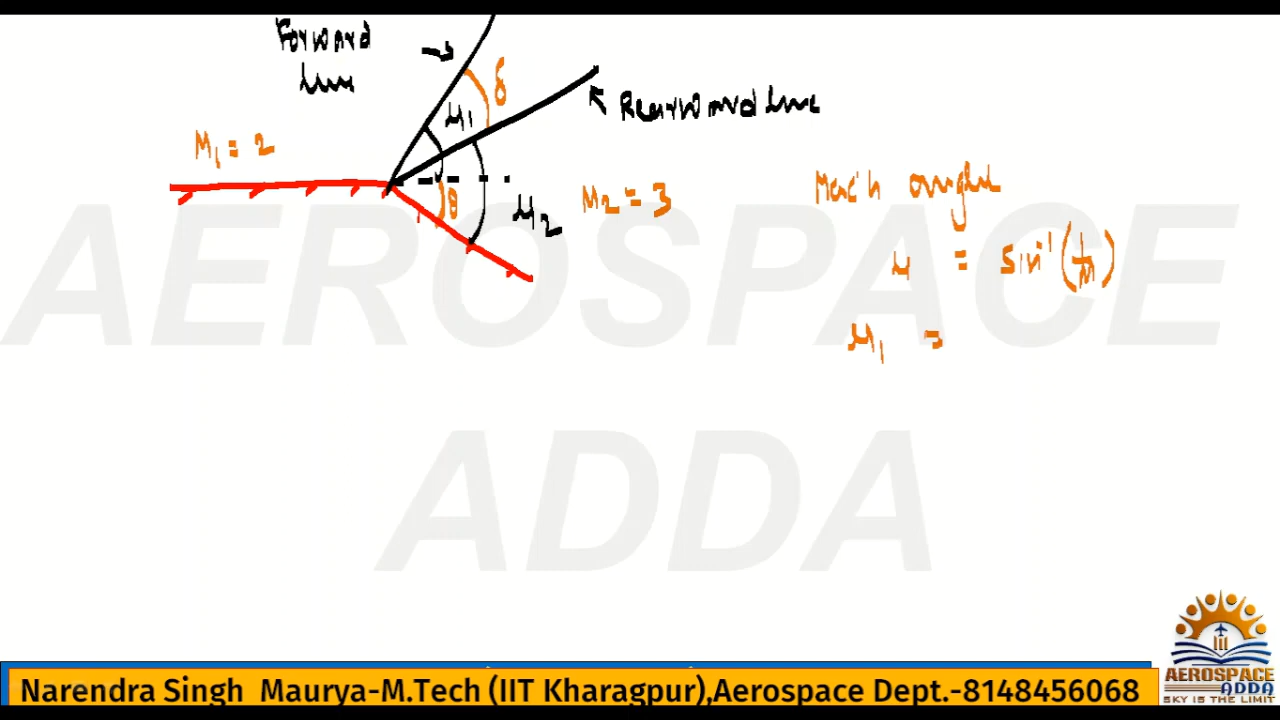 Forward
line
δ
μ1
Rearward line
M1 = 2
θ
M2 = 3
μ2
Mach angle
μ = sin⁻¹(1/M)
μ1 =
AEROSPACE
ADDA
Narendra Singh Maurya-M.Tech (IIT Kharagpur),Aerospace Dept.-8148456068
AEROSPACE
ADDA
SKY IS THE LIMIT